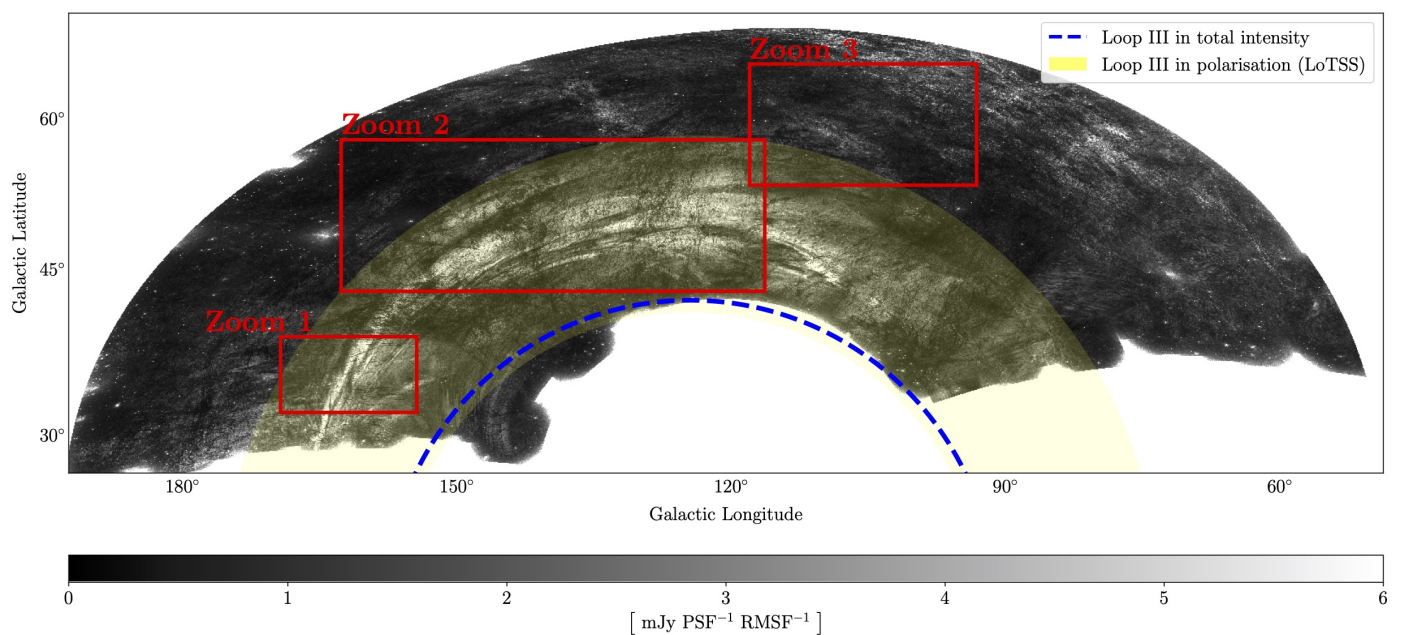 Loop III in total intensity
Loop III in polarisation (LoTSS)
Zoom 3
Zoom 2
Zoom 1
60°
45°
30°
Galactic Latitude
180° 150° 120° 90° 60°
Galactic Longitude
0 1 2 3 4 5 6
[ mJy PSF⁻¹ RMSF⁻¹ ]